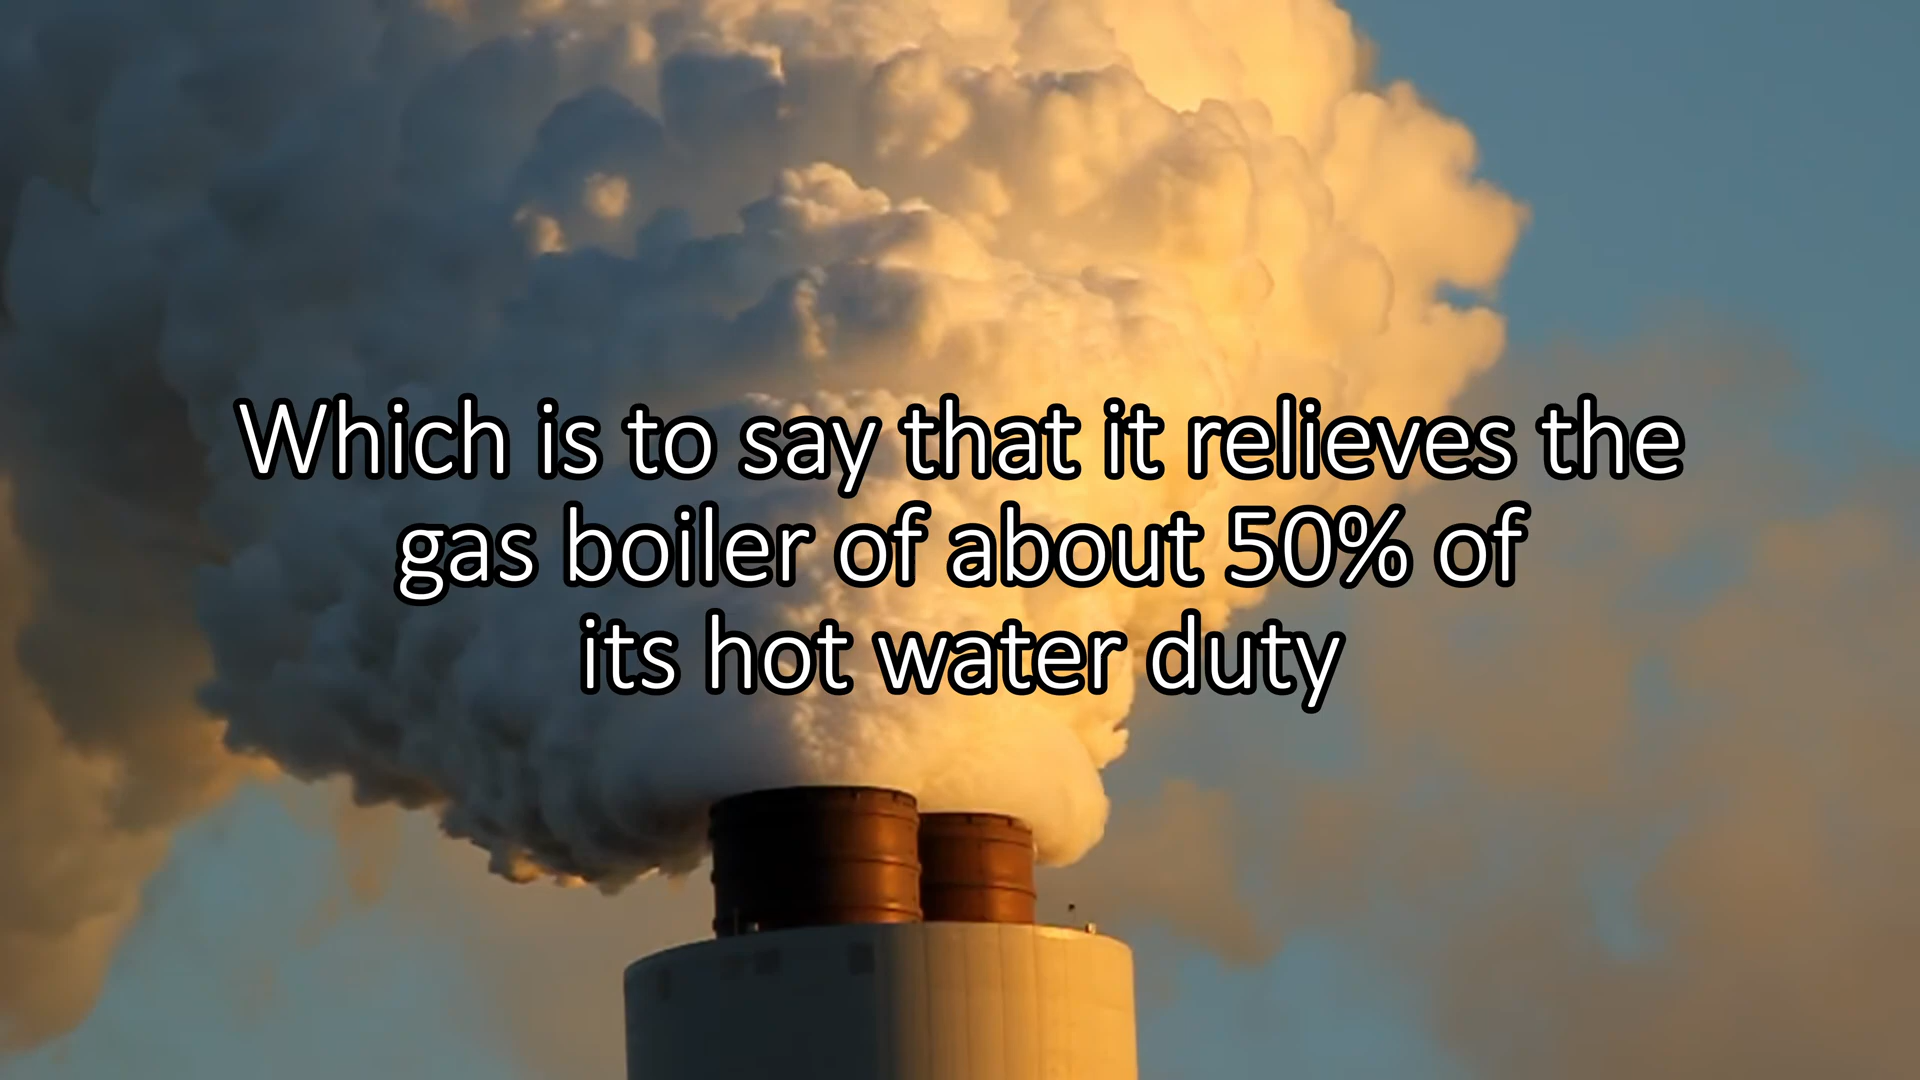 Which is to say that it relieves the
gas boiler of about 50% of
its hot water duty